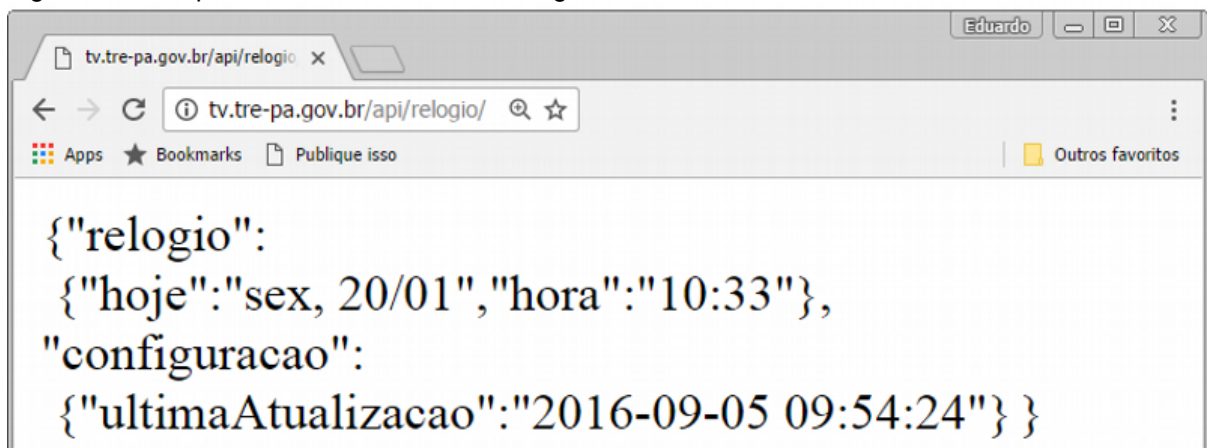 Eduardo
tv.tre-pa.gov.br/api/relogio
tv.tre-pa.gov.br/api/relogio/
Apps Bookmarks Publique isso Outros favoritos
{"relogio":
{"hoje":"sex, 20/01","hora":"10:33"},
"configuracao":
{"ultimaAtualizacao":"2016-09-05 09:54:24"} }